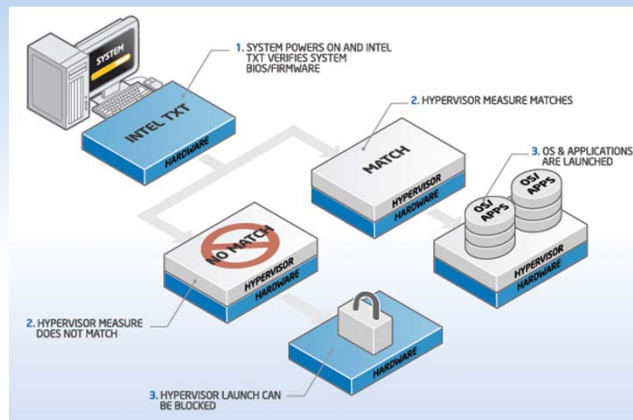 SYSTEM
1. SYSTEM POWERS ON AND INTEL
TXT VERIFIES SYSTEM
BIOS/FIRMWARE
INTEL TXT
HARDWARE
2. HYPERVISOR MEASURE MATCHES
MATCH
HYPERVISOR
HARDWARE
3. OS & APPLICATIONS
ARE LAUNCHED
OS/
APPS
OS/
APPS
HYPERVISOR
HARDWARE
NO MATCH
HYPERVISOR
HARDWARE
2. HYPERVISOR MEASURE
DOES NOT MATCH
HARDWARE
3. HYPERVISOR LAUNCH CAN
BE BLOCKED